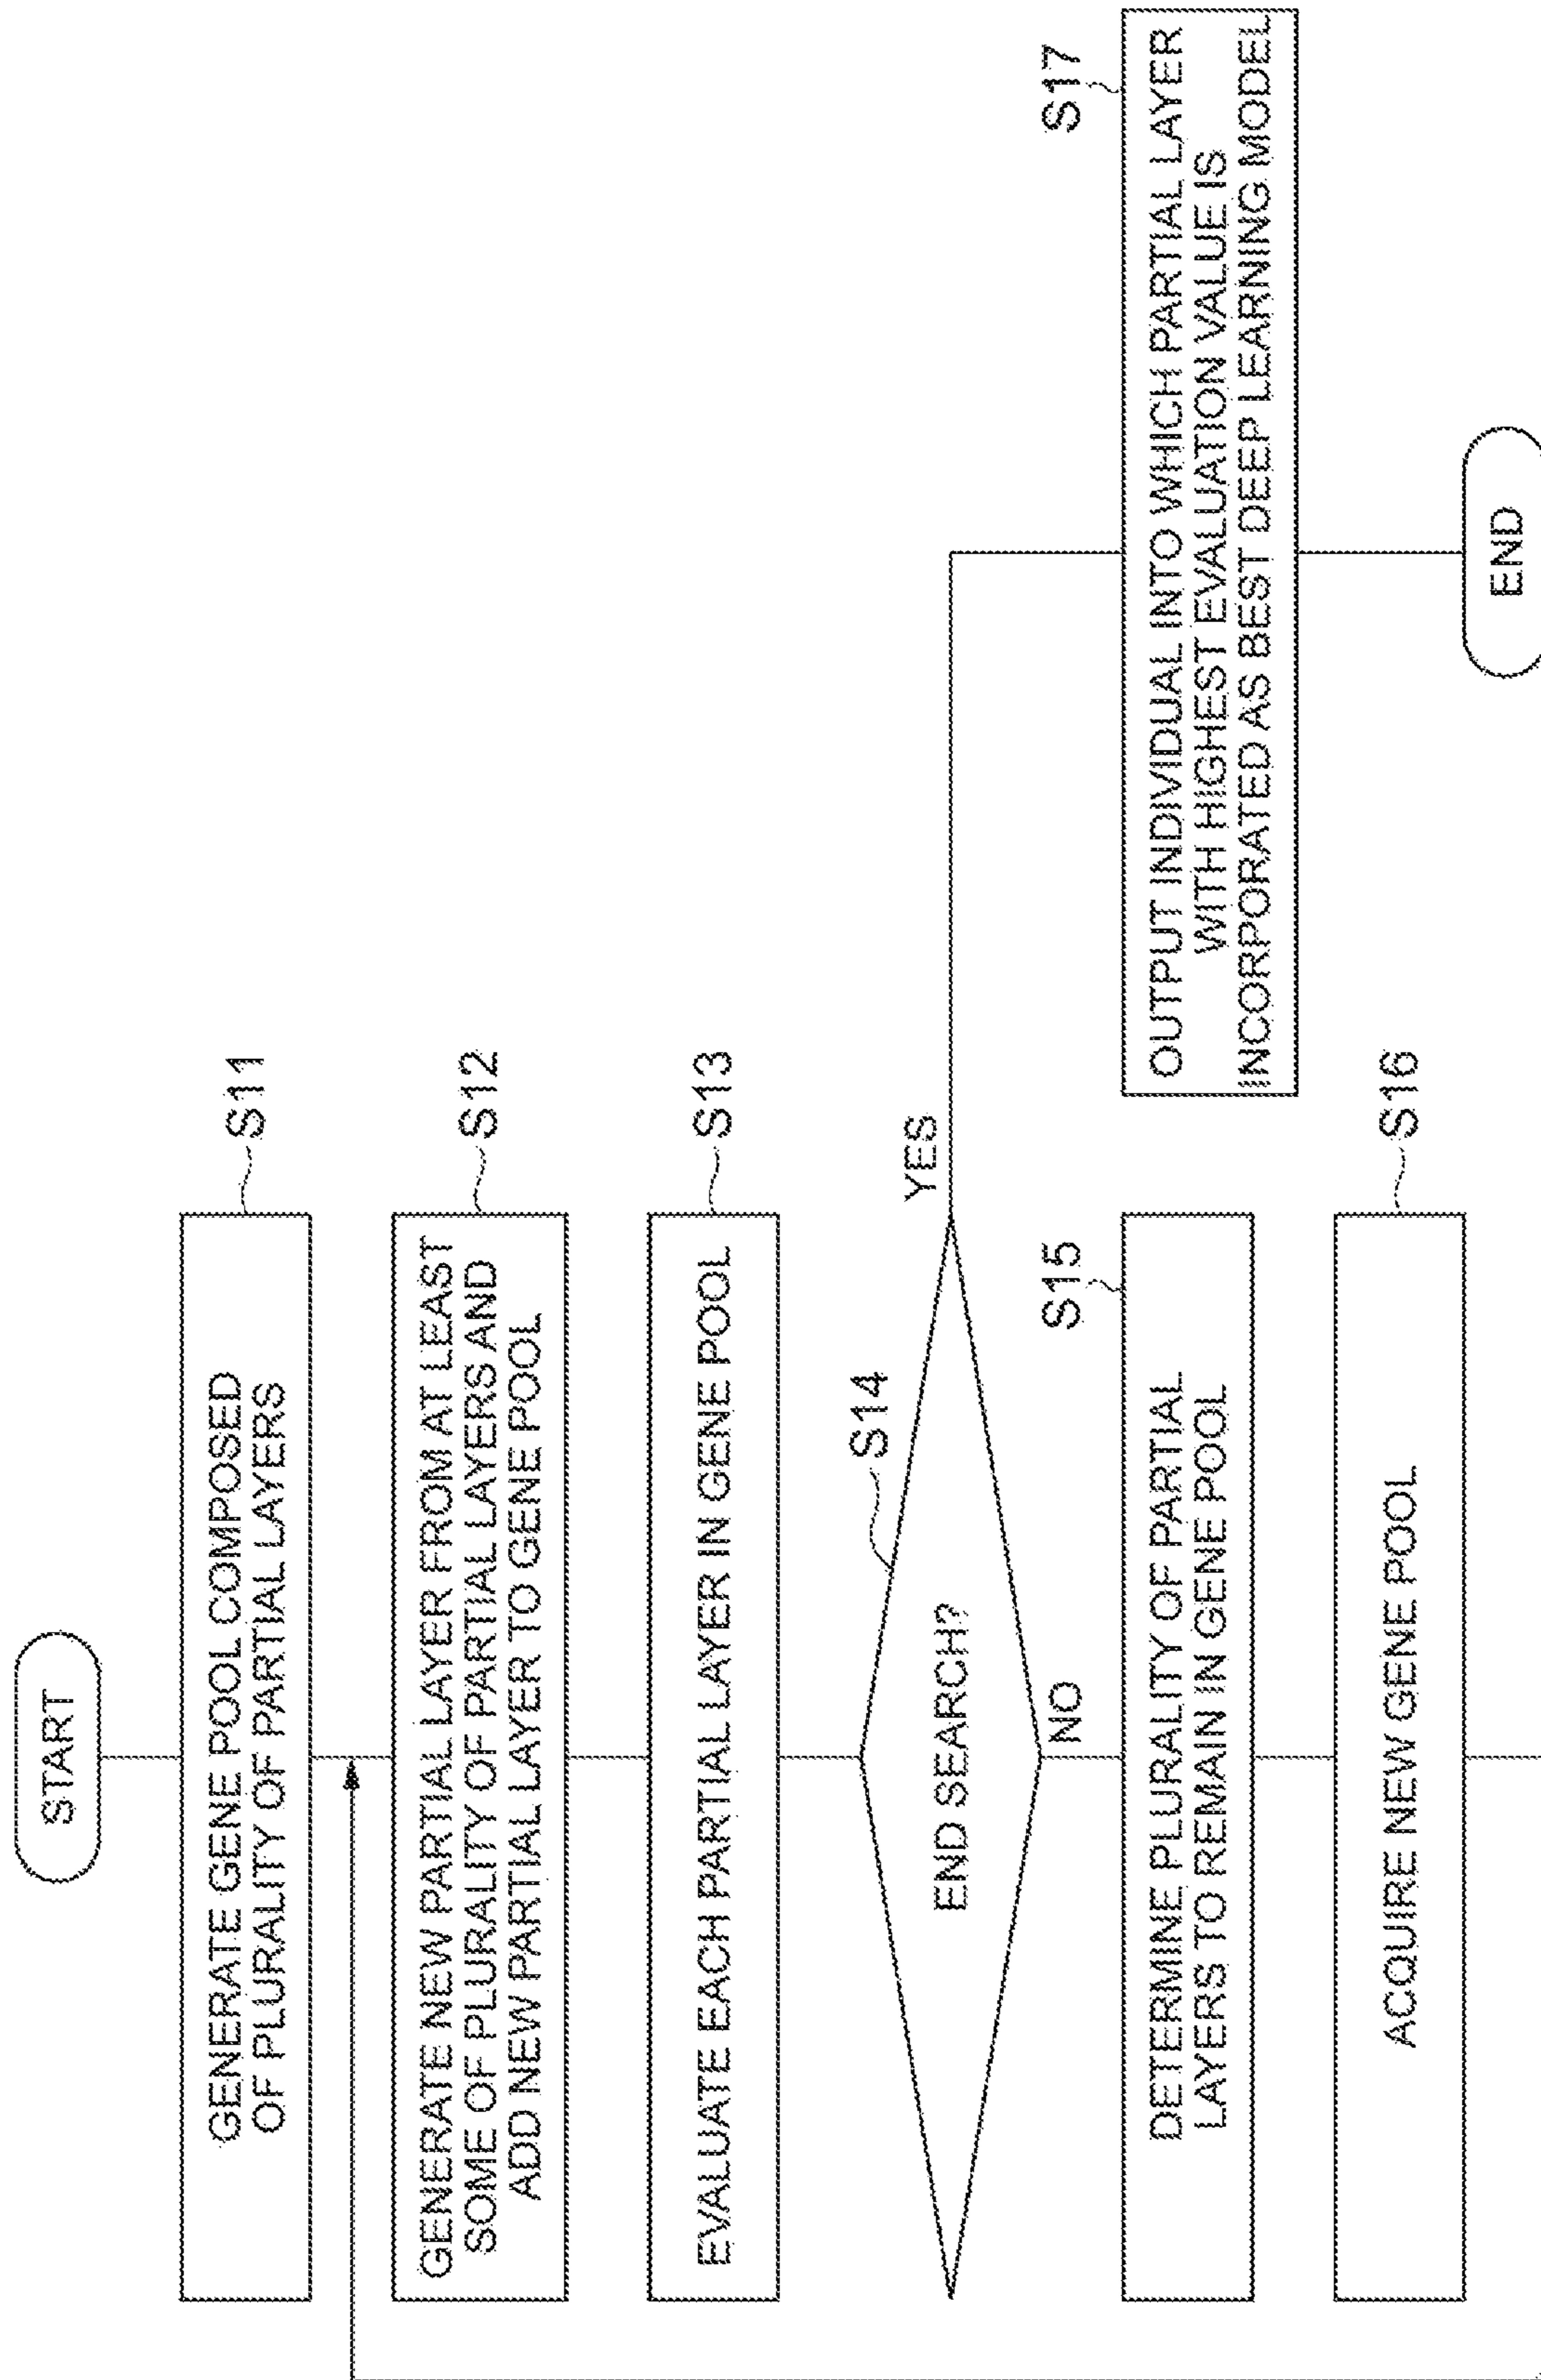 START
GENERATE GENE POOL COMPOSED
OF PLURALITY OF PARTIAL LAYERS
S11
GENERATE NEW PARTIAL LAYER FROM AT LEAST
SOME OF PLURALITY OF PARTIAL LAYERS AND
ADD NEW PARTIAL LAYER TO GENE POOL
S12
EVALUATE EACH PARTIAL LAYER IN GENE POOL
S13
S14
END SEARCH?
YES
NO
S15
DETERMINE PLURALITY OF PARTIAL
LAYERS TO REMAIN IN GENE POOL
ACQUIRE NEW GENE POOL
S16
S17
OUTPUT INDIVIDUAL INTO WHICH PARTIAL LAYER
WITH HIGHEST EVALUATION VALUE IS
INCORPORATED AS BEST DEEP LEARNING MODEL
END